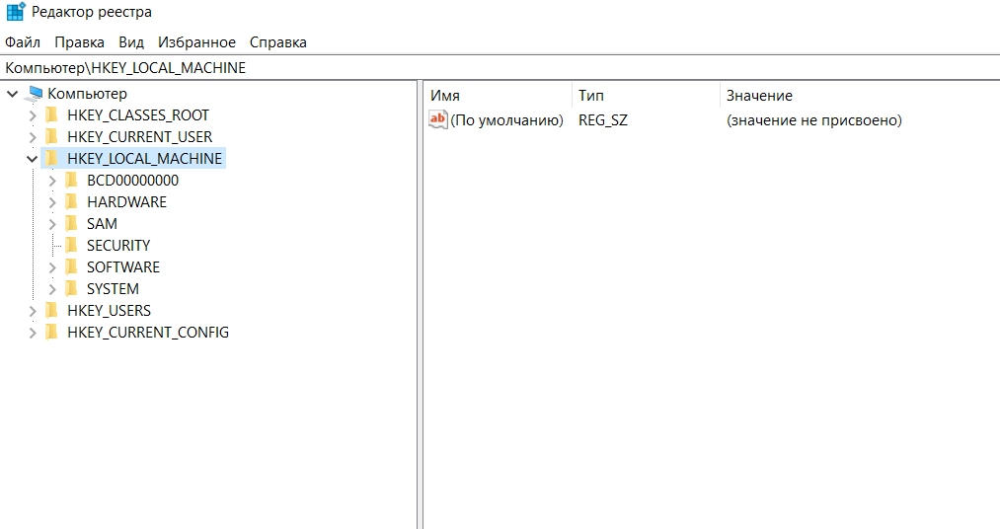 Редактор реестра
Файл Правка Вид Избранное Справка
Компьютер\HKEY_LOCAL_MACHINE
Компьютер
HKEY_CLASSES_ROOT
HKEY_CURRENT_USER
HKEY_LOCAL_MACHINE
BCD00000000
HARDWARE
SAM
SECURITY
SOFTWARE
SYSTEM
HKEY_USERS
HKEY_CURRENT_CONFIG
Имя Тип Значение
ab (По умолчанию) REG_SZ (значение не присвоено)